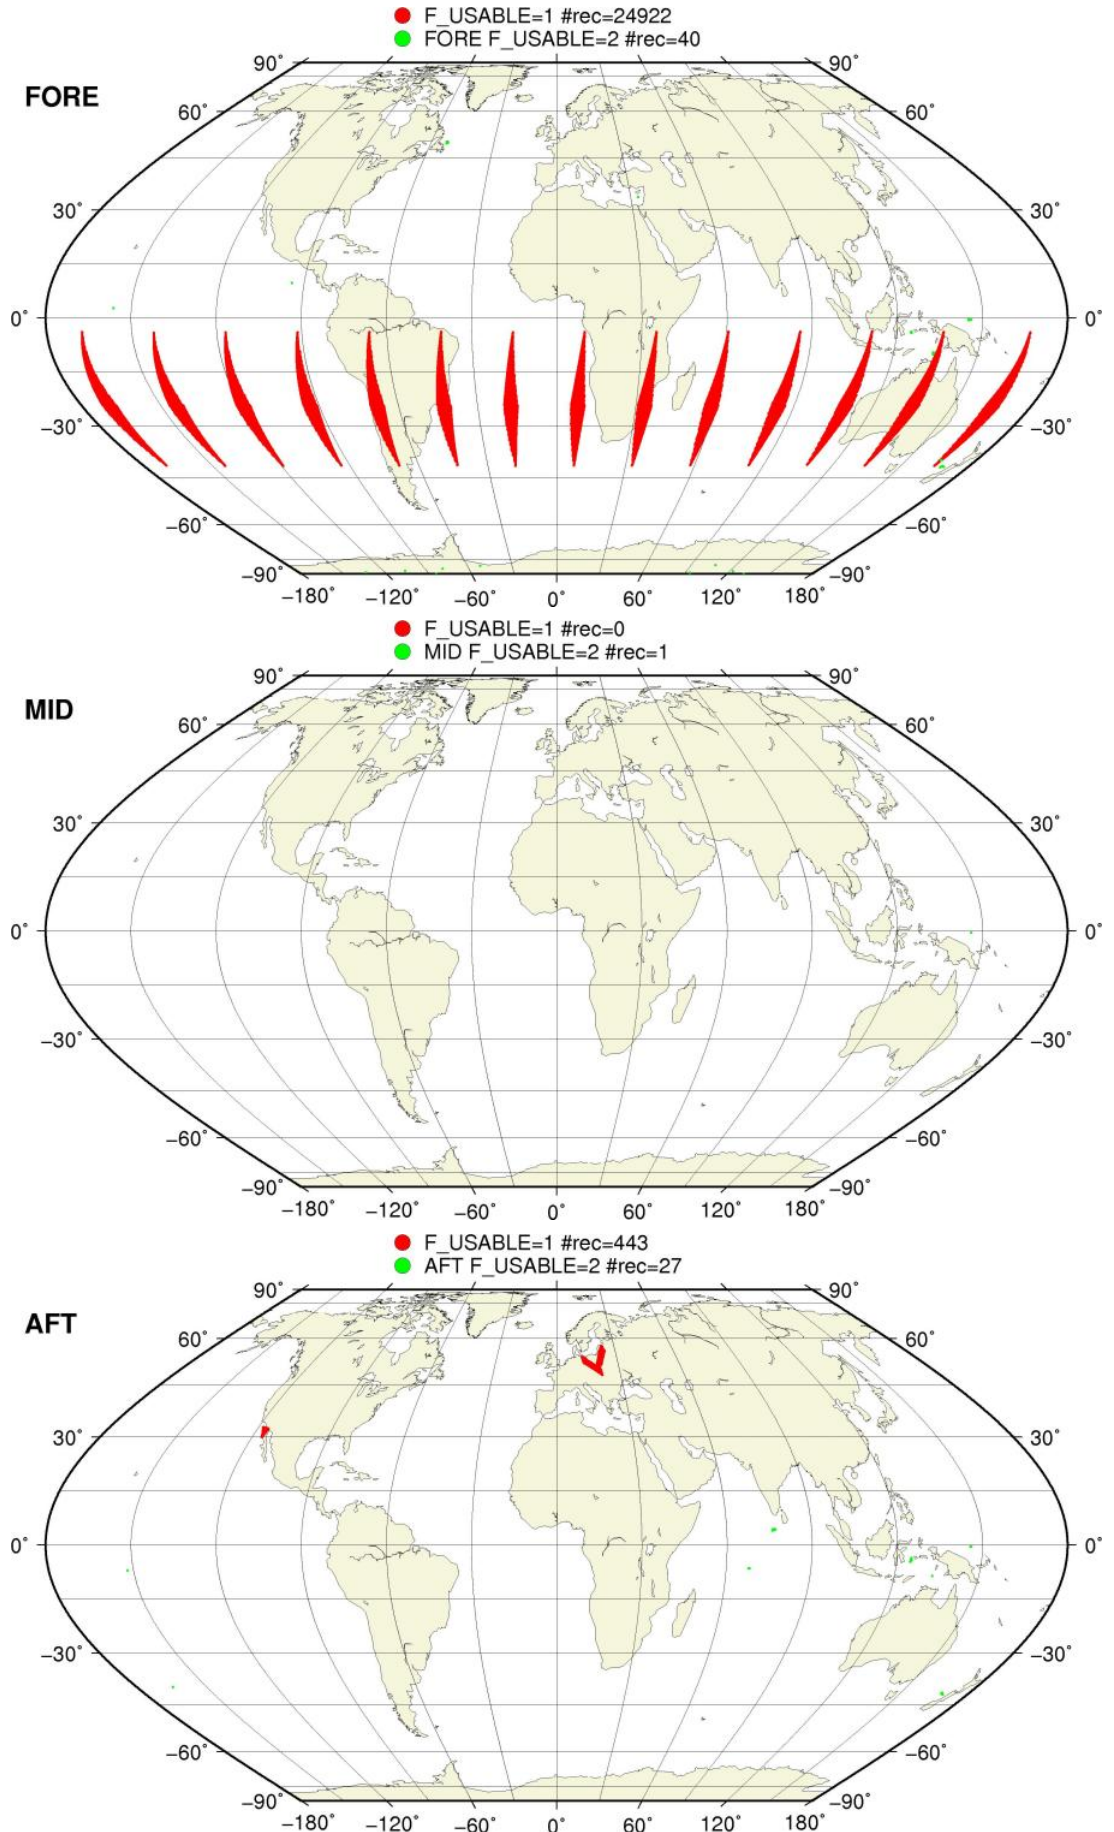 F_USABLE=1 #rec=24922
FORE F_USABLE=2 #rec=40
90° 90°
FORE
60° 60°
30° 30°
0° 0°
−30° −30°
−60° −60°
−90° −90°
−180° −120° −60° 0° 60° 120° 180°
F_USABLE=1 #rec=0
MID F_USABLE=2 #rec=1
90° 90°
MID
60° 60°
30° 30°
0° 0°
−30° −30°
−60° −60°
−90° −90°
−180° −120° −60° 0° 60° 120° 180°
F_USABLE=1 #rec=443
AFT F_USABLE=2 #rec=27
90° 90°
AFT
60° 60°
30° 30°
0° 0°
−30° −30°
−60° −60°
−90° −90°
−180° −120° −60° 0° 60° 120° 180°